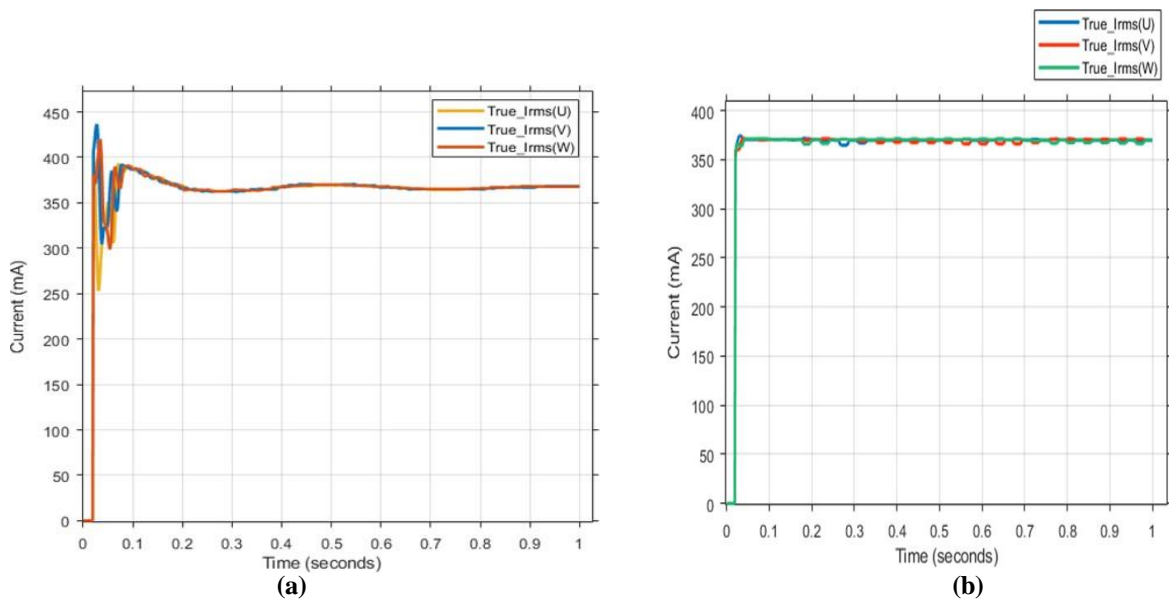 True_Irms(U)
True_Irms(V)
True_Irms(W)
450
400
350
300
250
200
150
100
50
0
Current (mA)
0 0.1 0.2 0.3 0.4 0.5 0.6 0.7 0.8 0.9 1
Time (seconds)
(a)
True_Irms(U)
True_Irms(V)
True_Irms(W)
400
350
300
250
200
150
100
50
0
Current (mA)
0 0.1 0.2 0.3 0.4 0.5 0.6 0.7 0.8 0.9 1
Time (seconds)
(b)